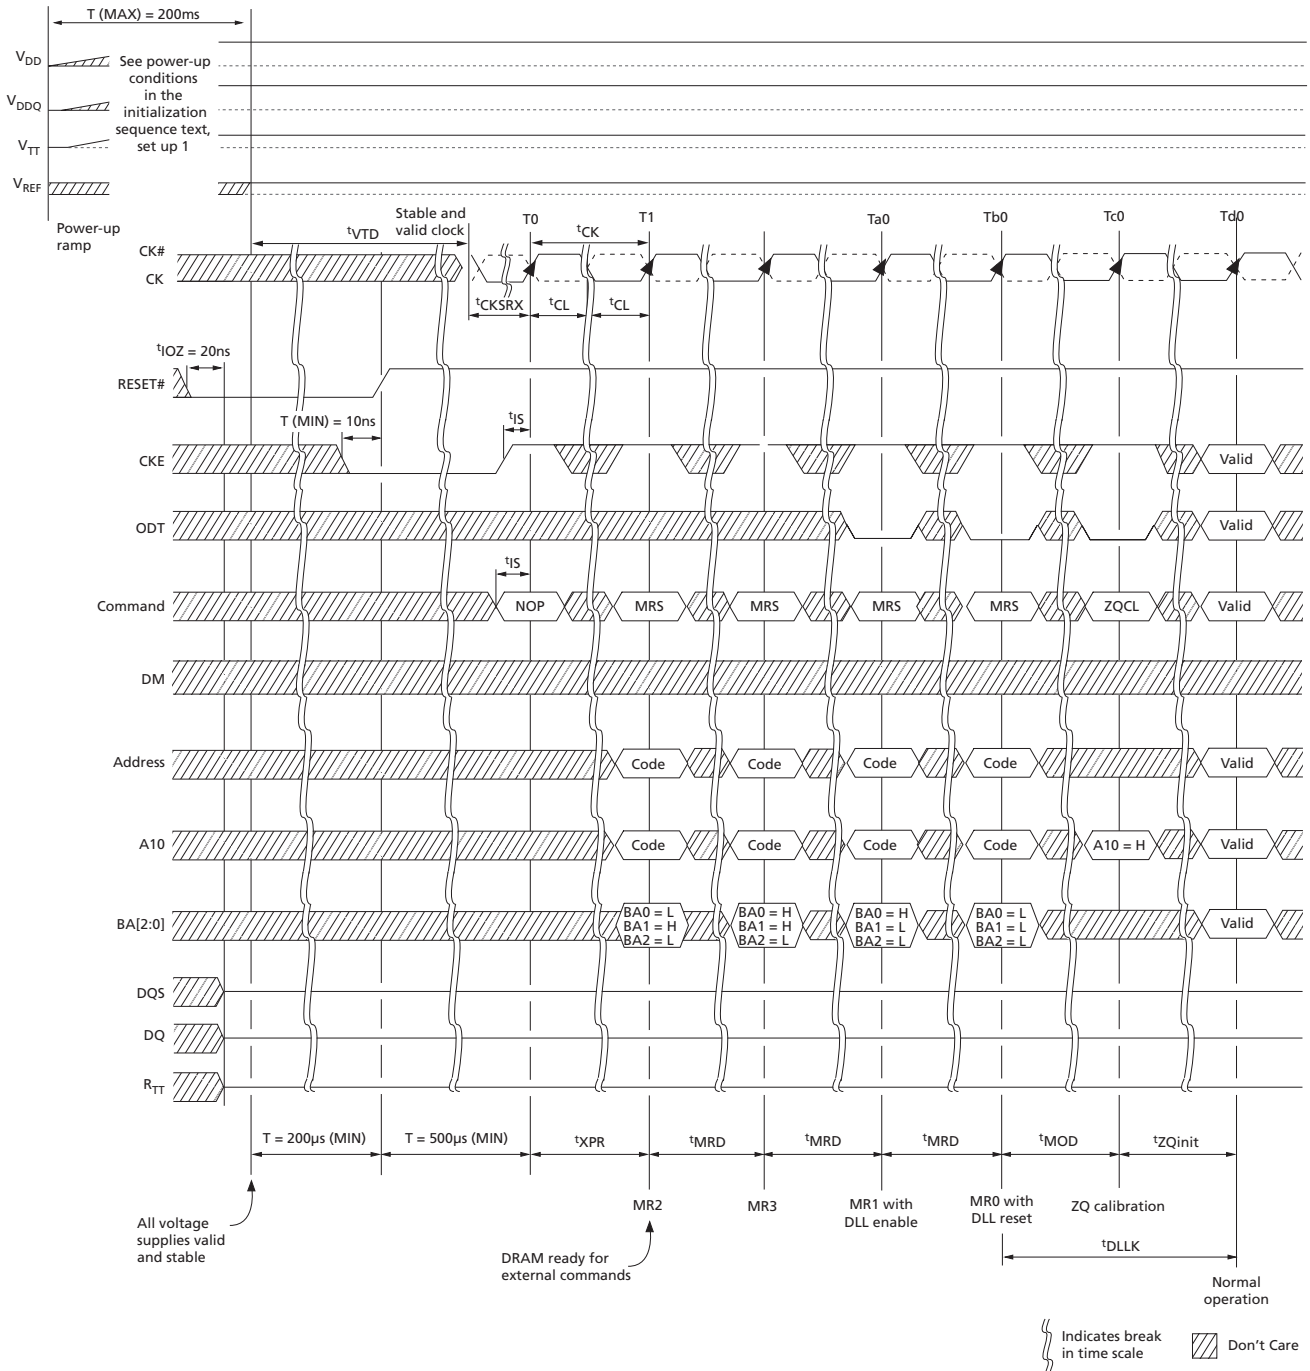 T (MAX) = 200ms
VDD
See power-up
conditions
in the
initialization
sequence text,
set up 1
VDDQ
VTT
VREF
Power-up
ramp
Stable and
valid clock
T0
T1
Ta0
Tb0
Tc0
Td0
tVTD
tCK
CK#
CK
tCKSRX
tCL
tCL
tIOZ = 20ns
RESET#
T (MIN) = 10ns
tIS
CKE
Valid
ODT
Valid
tIS
Command
NOP
MRS
MRS
MRS
MRS
ZQCL
Valid
DM
Address
Code
Code
Code
Code
Valid
A10
Code
Code
Code
Code
A10 = H
Valid
BA[2:0]
BA0 = L
BA1 = H
BA2 = L
BA0 = H
BA1 = H
BA2 = L
BA0 = H
BA1 = L
BA2 = L
BA0 = L
BA1 = L
BA2 = L
Valid
DQS
DQ
RTT
T = 200µs (MIN)
T = 500µs (MIN)
tXPR
tMRD
tMRD
tMRD
tMOD
tZQinit
MR2
MR3
MR1 with
DLL enable
MR0 with
DLL reset
ZQ calibration
All voltage
supplies valid
and stable
DRAM ready for
external commands
tDLLK
Normal
operation
Indicates break
in time scale
Don't Care